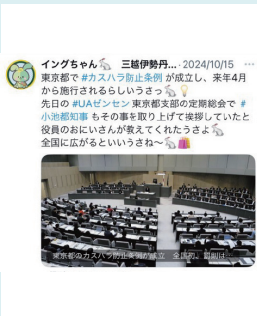 イングちゃん🐇 三越伊勢丹... · 2024/10/15 ···
東京都で #カスハラ防止条例 が成立し、来年4月
から施行されるらしいうさっ🐇💡
先日の #UAゼンセン 東京都支部の定期総会で #
小池都知事 もその事を取り上げて挨拶していたと
役員のおにいさんが教えてくれたうさよ🐇
全国に広がるといいうさね〜🐇🛍️
東京都のカスハラ防止条例が成立 全国初、罰則は…